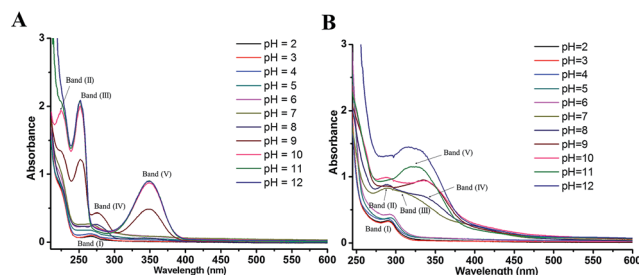 A
B
3
2
1
0
Absorbance
250 300 350 400 450 500 550 600
Wavelength (nm)
Band (II)
Band (III)
Band (IV)
Band (V)
Band (I)
pH = 2
pH = 3
pH = 4
pH = 5
pH = 6
pH = 7
pH = 8
pH = 9
pH = 10
pH = 11
pH = 12
3
2
1
0
Absorbance
250 300 350 400 450 500 550 600
Wavelength (nm)
Band (V)
Band (IV)
Band (II)
Band (III)
Band (I)
pH=2
pH=3
pH=4
pH=5
pH=6
pH=7
pH=8
pH=9
pH=10
pH=11
pH=12